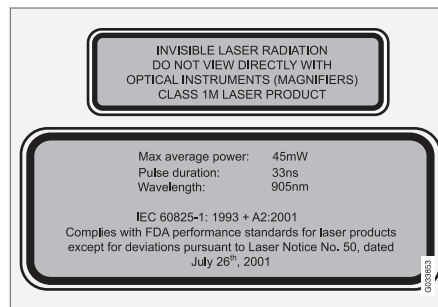 INVISIBLE LASER RADIATION
DO NOT VIEW DIRECTLY WITH
OPTICAL INSTRUMENTS (MAGNIFIERS)
CLASS 1M LASER PRODUCT
Max average power: 45mW
Pulse duration: 33ns
Wavelength: 905nm
IEC 60825-1: 1993 + A2:2001
Complies with FDA performance standards for laser products
except for deviations pursuant to Laser Notice No. 50, dated
July 26th, 2001
G033853